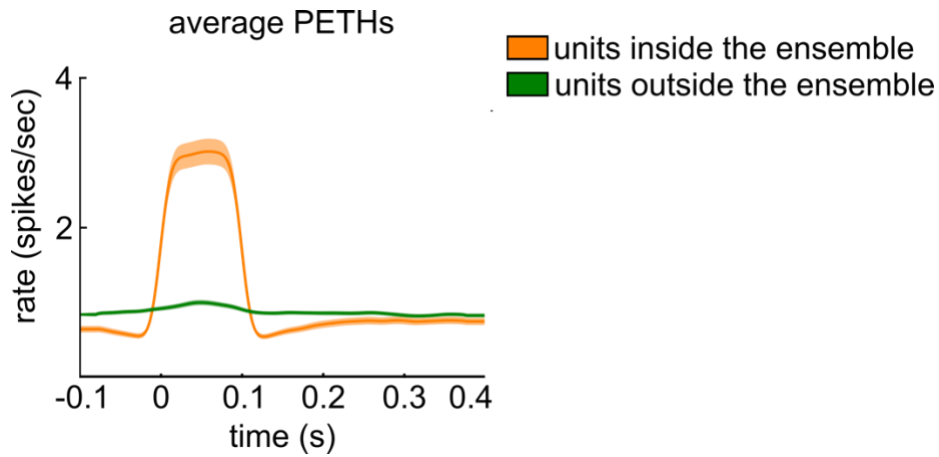 average PETHs
units inside the ensemble
units outside the ensemble
4
2
rate (spikes/sec)
-0.1 0 0.1 0.2 0.3 0.4
time (s)